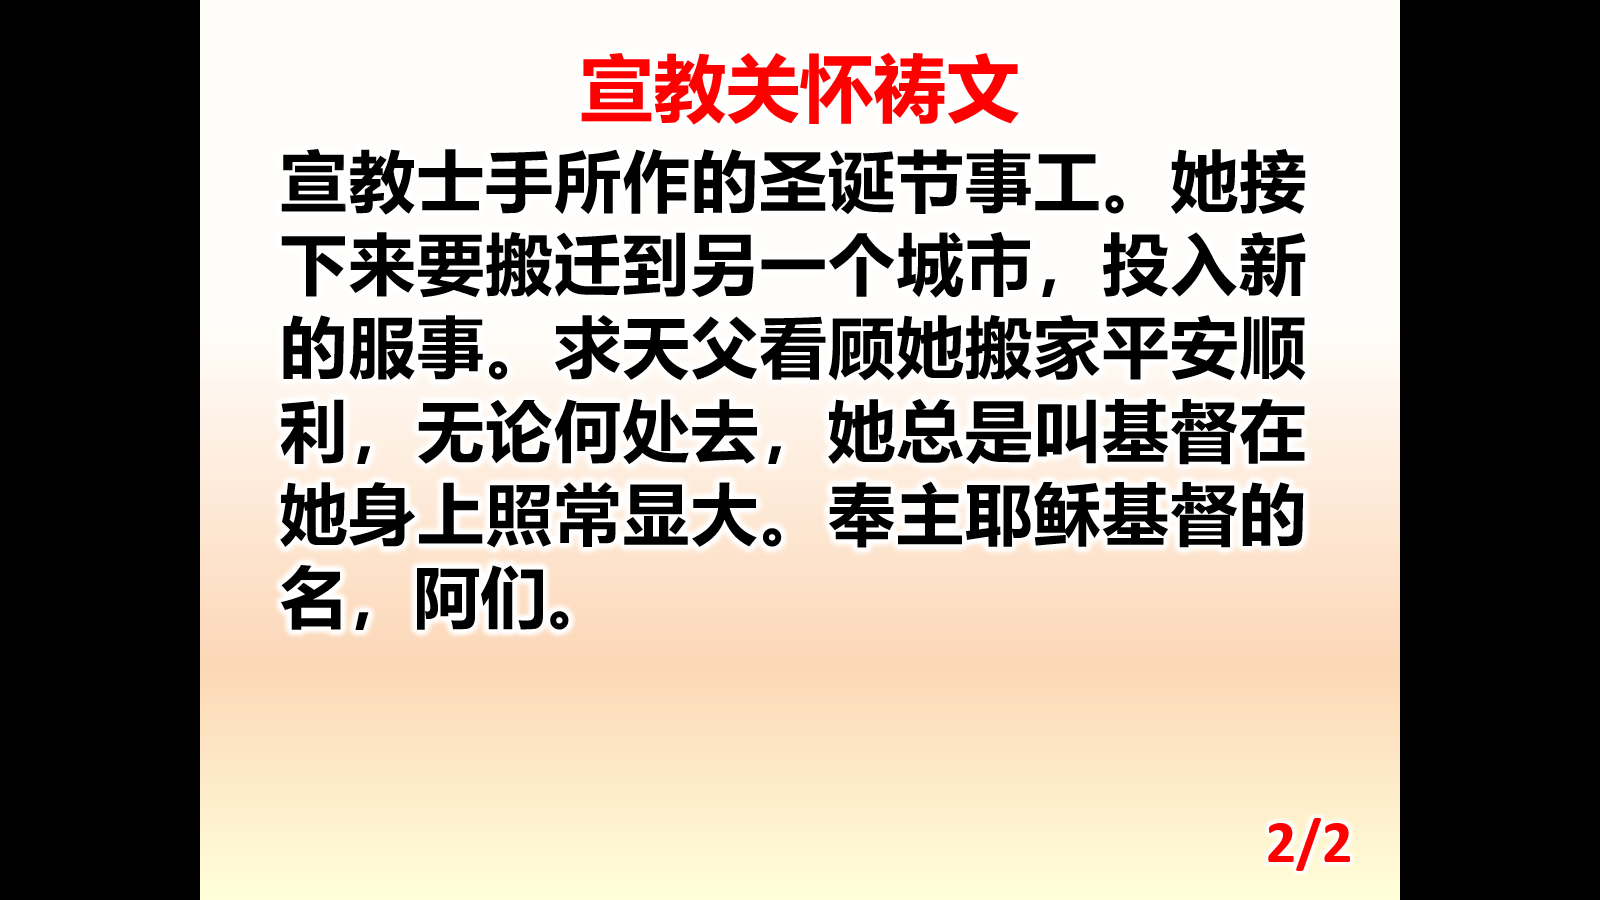 宣教关怀祷文
宣教士手所作的圣诞节事工。她接
下来要搬迁到另一个城市，投入新
的服事。求天父看顾她搬家平安顺
利，无论何处去，她总是叫基督在
她身上照常显大。奉主耶稣基督的
名，阿们。
2/2